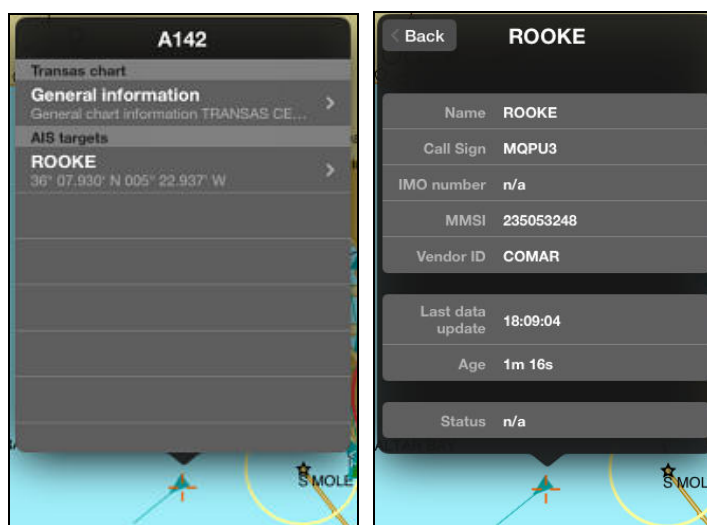 A142
Transas chart
General information
General chart information TRANSAS CE...
AIS targets
ROOKE
36° 07.930' N 005° 22.937' W
S MOLE
Back
ROOKE
Name ROOKE
Call Sign MQPU3
IMO number n/a
MMSI 235053248
Vendor ID COMAR
Last data
update 18:09:04
Age 1m 16s
Status n/a
S MOL